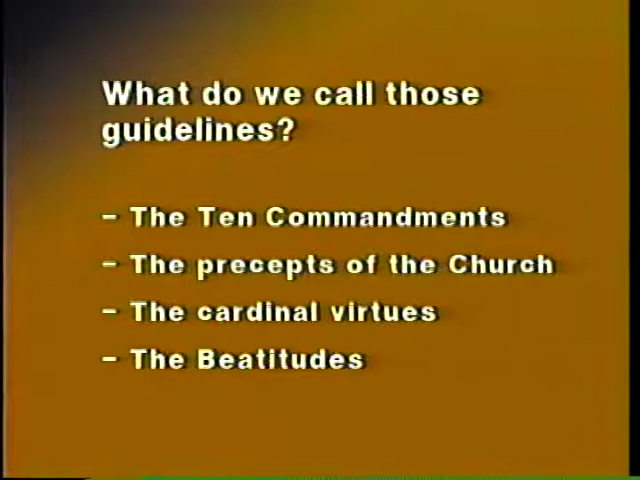 What do we call those
guidelines?
– The Ten Commandments
– The precepts of the Church
– The cardinal virtues
– The Beatitudes